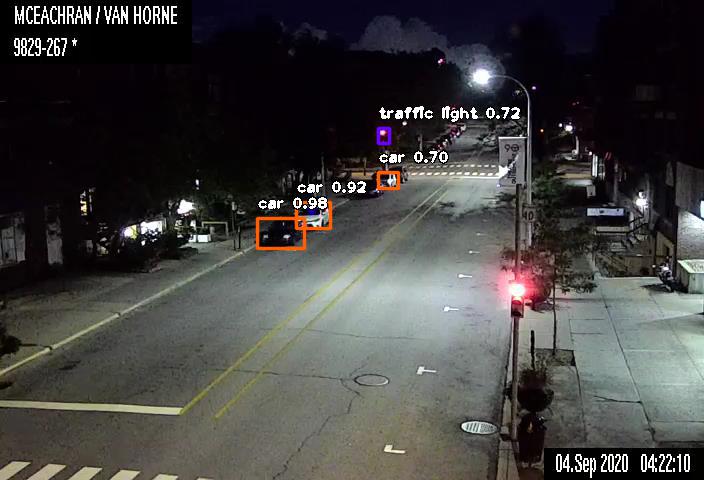 MCEACHRAN / VAN HORNE
9829-267 *
traffic light 0.72
car 0.70
car 0.92
car 0.98
04.Sep 2020 04:22:10